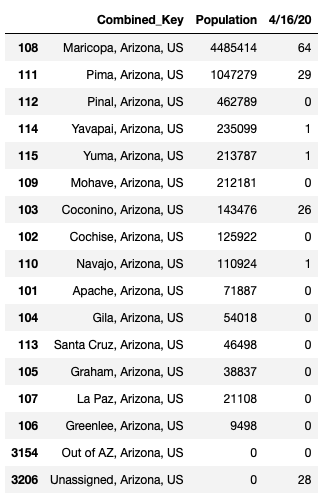 Combined_Key Population 4/16/20
108 Maricopa, Arizona, US 4485414 64
111 Pima, Arizona, US 1047279 29
112 Pinal, Arizona, US 462789 0
114 Yavapai, Arizona, US 235099 1
115 Yuma, Arizona, US 213787 1
109 Mohave, Arizona, US 212181 0
103 Coconino, Arizona, US 143476 26
102 Cochise, Arizona, US 125922 0
110 Navajo, Arizona, US 110924 1
101 Apache, Arizona, US 71887 0
104 Gila, Arizona, US 54018 0
113 Santa Cruz, Arizona, US 46498 0
105 Graham, Arizona, US 38837 0
107 La Paz, Arizona, US 21108 0
106 Greenlee, Arizona, US 9498 0
3154 Out of AZ, Arizona, US 0 0
3206 Unassigned, Arizona, US 0 28